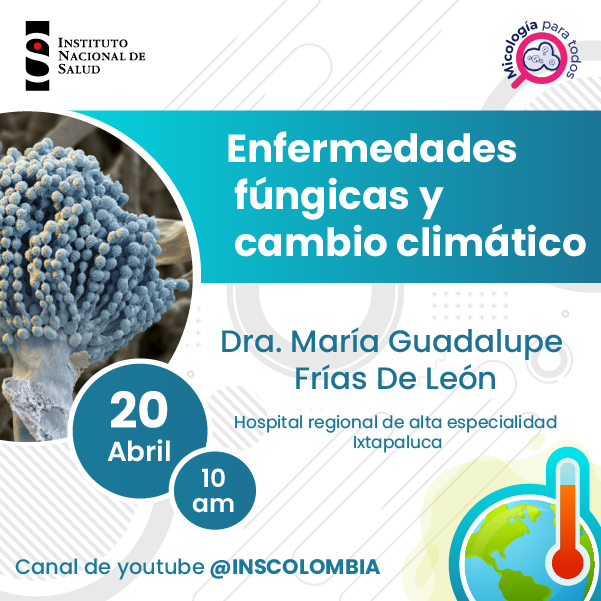 INSTITUTO
NACIONAL DE
SALUD
Micología para todos
Enfermedades
fúngicas y
cambio climático
Dra. María Guadalupe
Frías De León
Hospital regional de alta especialidad
Ixtapaluca
20
Abril
10
am
Canal de youtube @INSCOLOMBIA